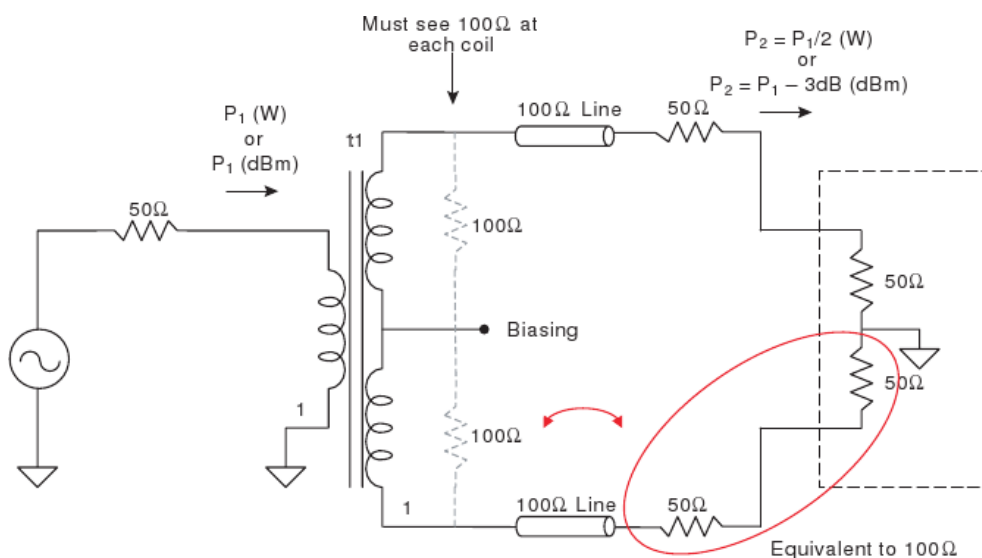 Must see 100Ω at
each coil
P₂ = P₁/2 (W)
or
P₂ = P₁ – 3dB (dBm)
100Ω Line
50Ω
P₁ (W)
or
P₁ (dBm)
t1
50Ω
100Ω
50Ω
Biasing
50Ω
1
100Ω
1
100Ω Line
50Ω
Equivalent to 100Ω